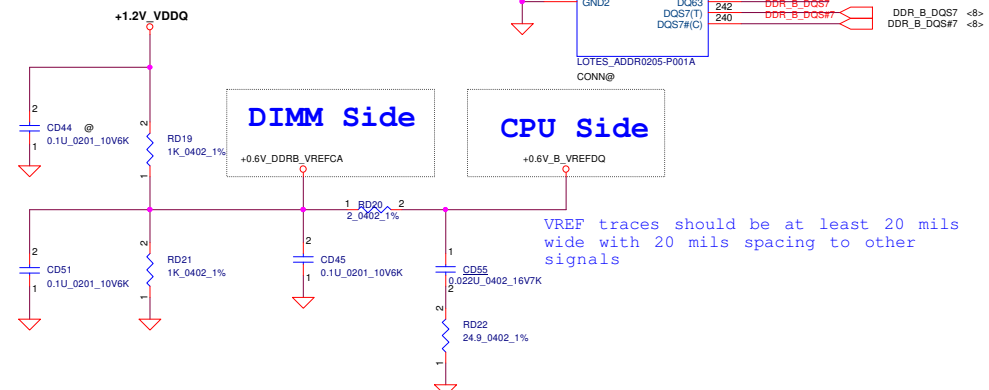 +1.2V_VDDQ
GND2
DQ63
DQS7(T)
DQS7#(C)
242
240
DDR_B_DQS7
DDR_B_DQS#7
DDR_B_DQS7 <8>
DDR_B_DQS#7 <8>
LOTES_ADDR0205-P001A
CONN@
2
CD44 @
0.1U_0201_10V6K
1
2
RD19
1K_0402_1%
1
DIMM Side
+0.6V_DDRB_VREFCA
CPU Side
+0.6V_B_VREFDQ
1 RD20 2
2_0402_1%
VREF traces should be at least 20 mils
wide with 20 mils spacing to other
signals
2
CD51
0.1U_0201_10V6K
1
2
RD21
1K_0402_1%
1
2
CD45
0.1U_0201_10V6K
1
1
CD55
0.022U_0402_16V7K
2
2
RD22
24.9_0402_1%
1